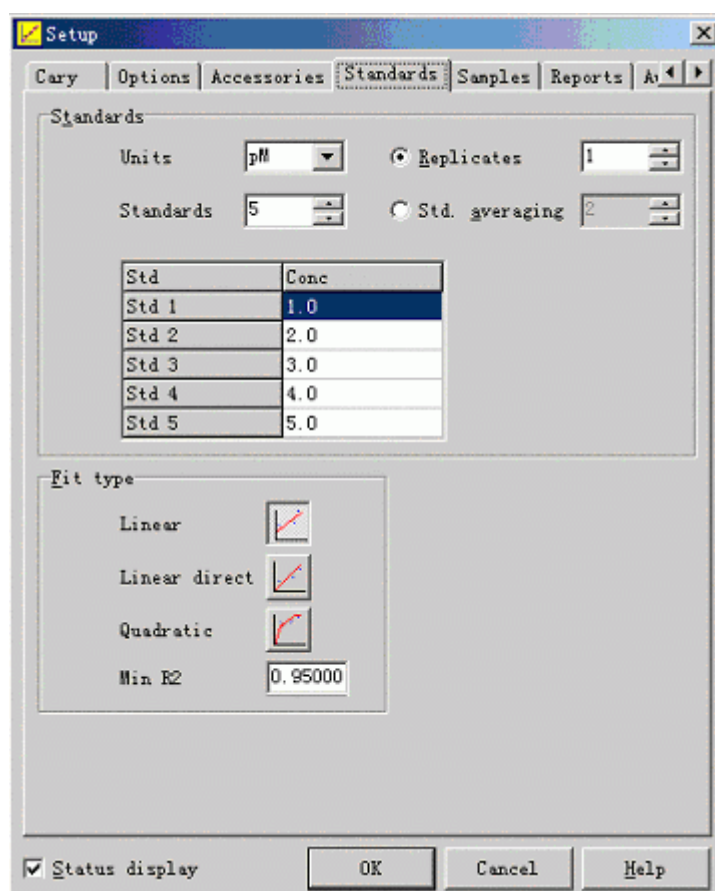 Setup
Cary Options Accessories Standards Samples Reports
Standards
Units pM Replicates 1
Standards 5 Std. averaging 2
Std Conc
Std 1 1.0
Std 2 2.0
Std 3 3.0
Std 4 4.0
Std 5 5.0
Fit type
Linear
Linear direct
Quadratic
Min R2 0.95000
Status display OK Cancel Help